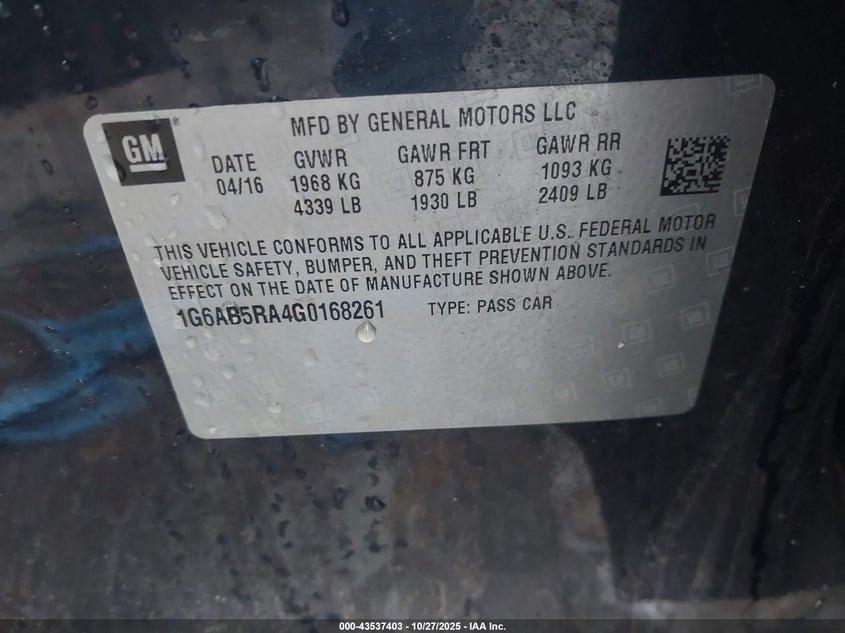 GM
®
MFD BY GENERAL MOTORS LLC
DATE GVWR GAWR FRT GAWR RR
04/16 1968 KG 875 KG 1093 KG
4339 LB 1930 LB 2409 LB
THIS VEHICLE CONFORMS TO ALL APPLICABLE U.S. FEDERAL MOTOR
VEHICLE SAFETY, BUMPER, AND THEFT PREVENTION STANDARDS IN
EFFECT ON THE DATE OF MANUFACTURE SHOWN ABOVE.
1G6AB5RA4G0168261 TYPE: PASS CAR
000-43537403 - 10/27/2025 - IAA Inc.